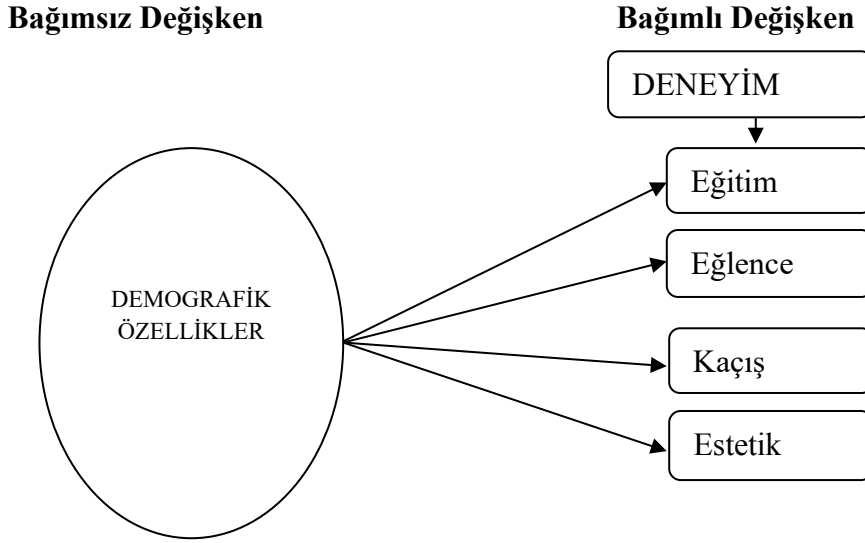 Bağımsız Değişken
Bağımlı Değişken
DENEYİM
Eğitim
Eğlence
DEMOGRAFİK
ÖZELLİKLER
Kaçış
Estetik